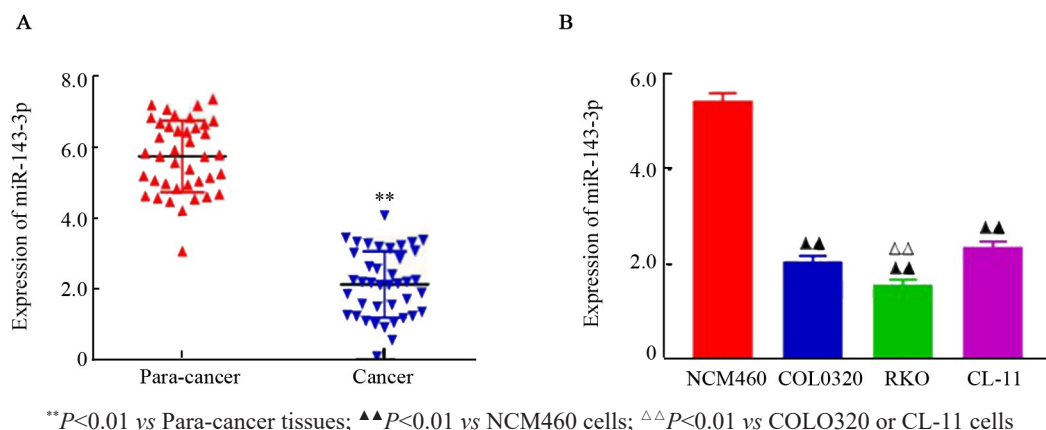 A
B
Expression of miR-143-3p
8.0
6.0
4.0
2.0
0
**
Para-cancer
Cancer
Expression of miR-143-3p
6.0
4.0
2.0
0
▲▲
△△
▲▲
▲▲
NCM460
COL0320
RKO
CL-11
**P<0.01 vs Para-cancer tissues; ▲▲P<0.01 vs NCM460 cells; △△P<0.01 vs COLO320 or CL-11 cells